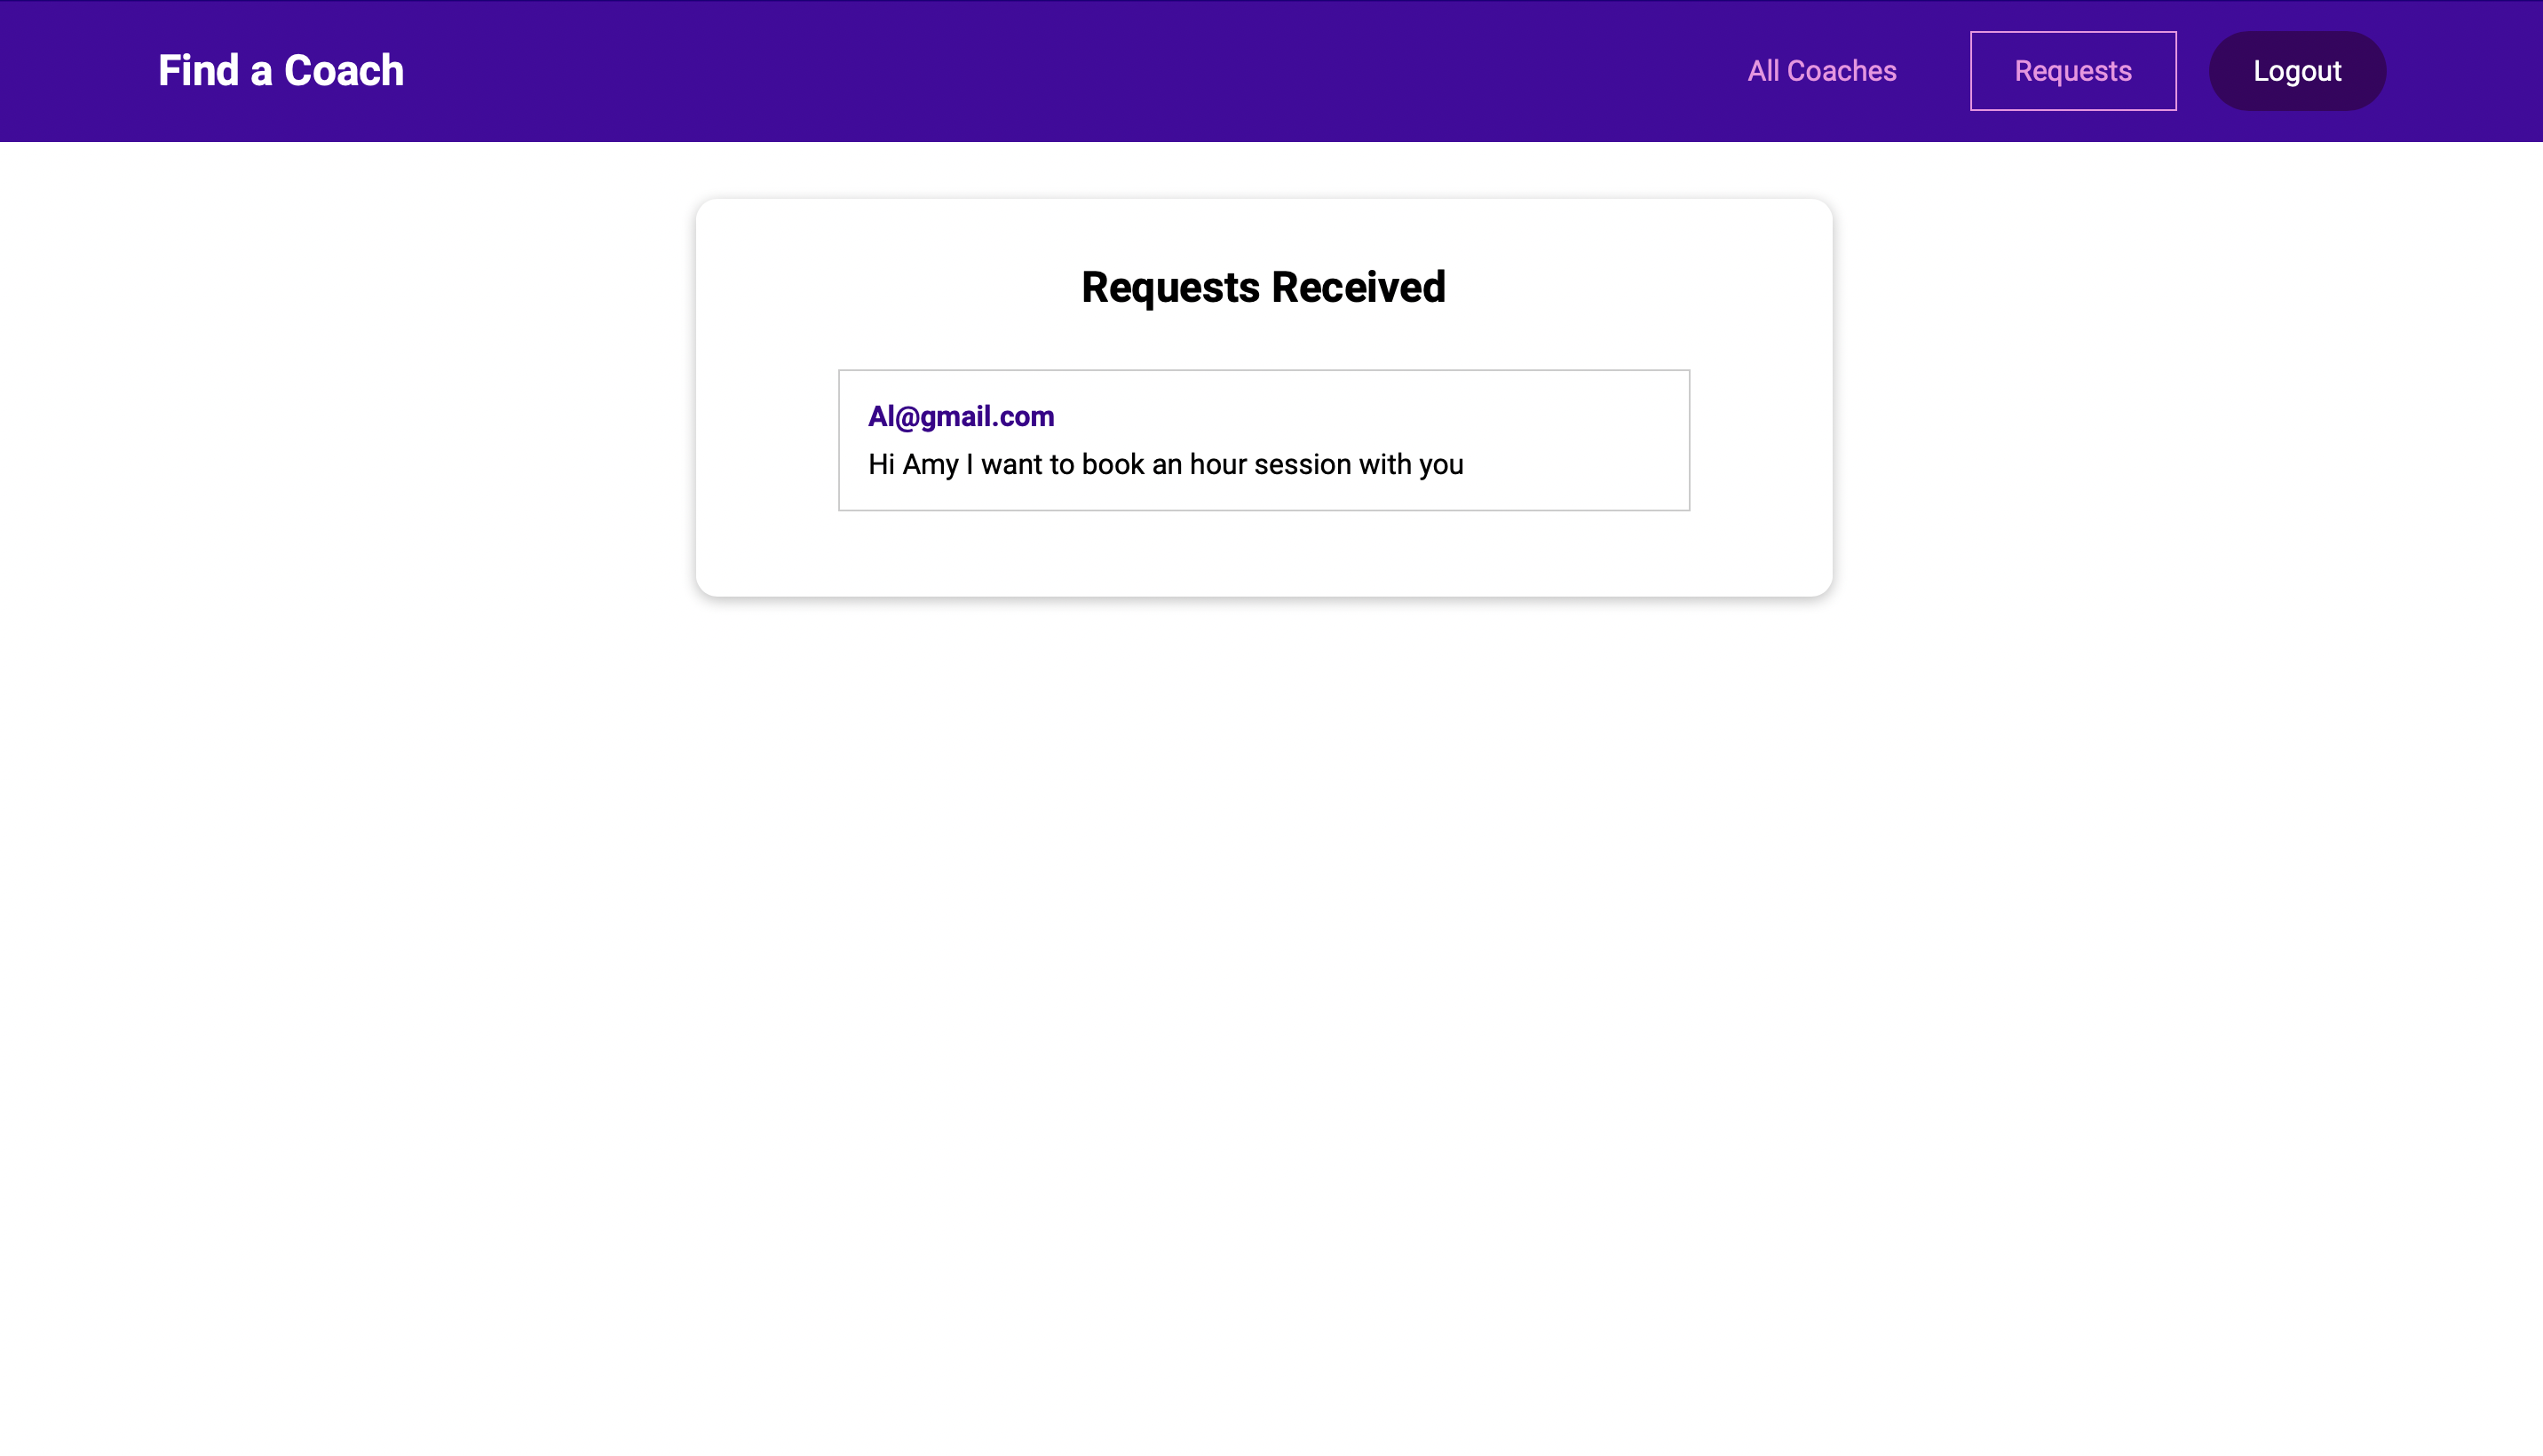 Find a Coach
All Coaches
Requests
Logout
Requests Received
Al@gmail.com
Hi Amy I want to book an hour session with you